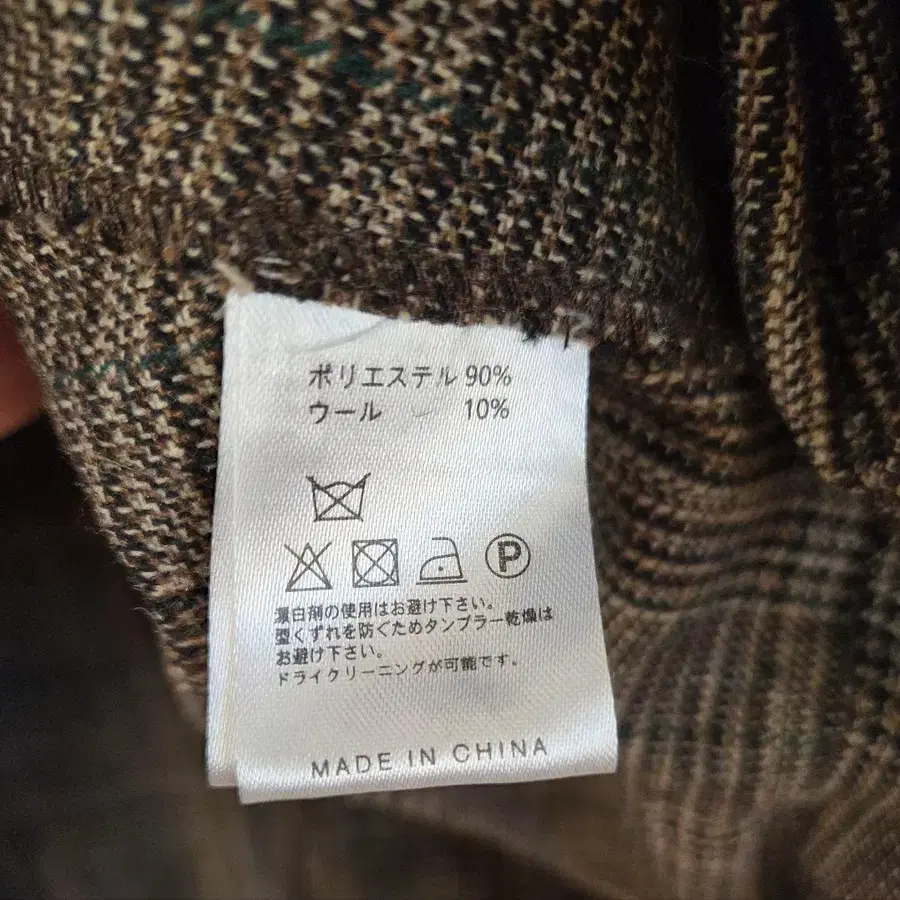 ポリエステル 90%
ウール 10%
P
漂白剤の使用はお避け下さい。
型くずれを防ぐためタンブラー乾燥は
お避け下さい。
ドライクリーニングが可能です。
MADE IN CHINA